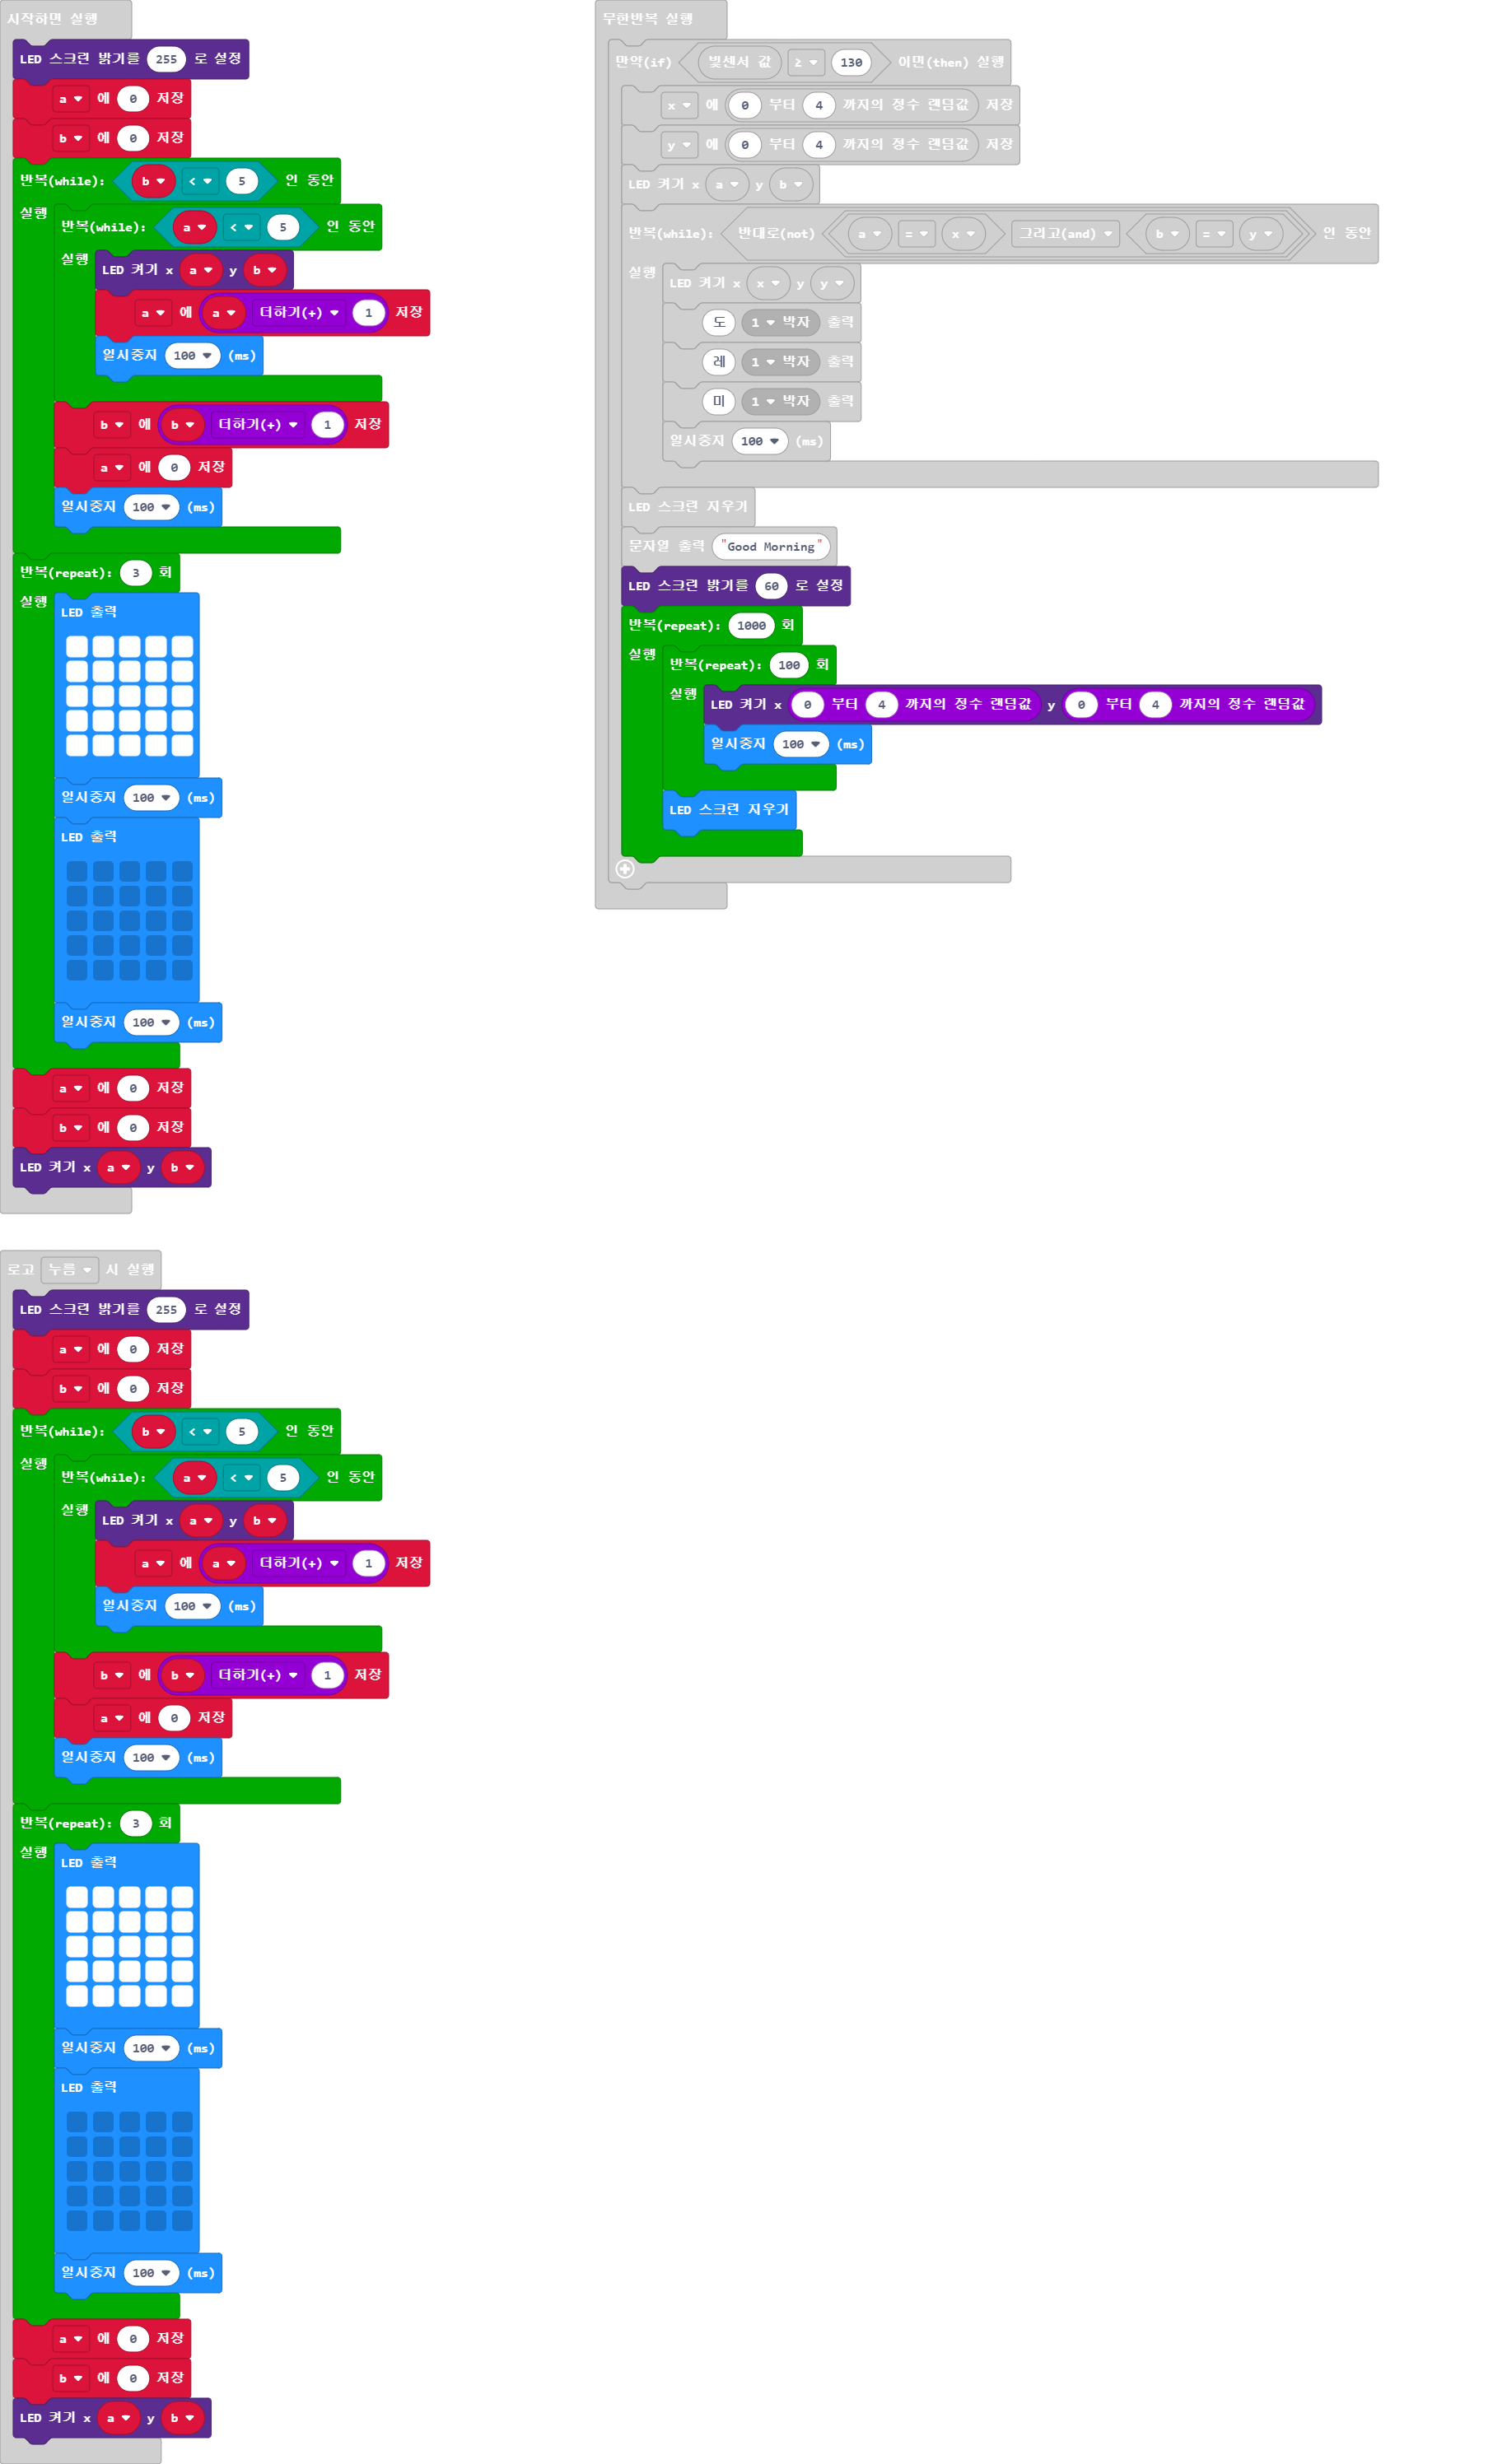 시작하면 실행
LED 스크린 밝기를 255 로 설정
a 에 0 저장
b 에 0 저장
반복(while): b < 5 인 동안
실행
반복(while): a < 5 인 동안
실행
LED 켜기 x a y b
a 에 a 더하기(+) 1 저장
일시중지 100 (ms)
b 에 b 더하기(+) 1 저장
a 에 0 저장
일시중지 100 (ms)
반복(repeat): 3 회
실행
LED 출력
일시중지 100 (ms)
LED 출력
일시중지 100 (ms)
a 에 0 저장
b 에 0 저장
LED 켜기 x a y b
무한반복 실행
만약(if) 빛센서 값 ≥ 130 이면(then) 실행
x 에 0 부터 4 까지의 정수 랜덤값 저장
y 에 0 부터 4 까지의 정수 랜덤값 저장
LED 켜기 x a y b
반복(while): 반대로(not) a = x 그리고(and) b = y 인 동안
실행
LED 켜기 x x y y
도 1 박자 출력
레 1 박자 출력
미 1 박자 출력
일시중지 100 (ms)
LED 스크린 지우기
문자열 출력 "Good Morning"
LED 스크린 밝기를 60 로 설정
반복(repeat): 1000 회
실행
반복(repeat): 100 회
실행
LED 켜기 x 0 부터 4 까지의 정수 랜덤값 y 0 부터 4 까지의 정수 랜덤값
일시중지 100 (ms)
LED 스크린 지우기
로고 누름 시 실행
LED 스크린 밝기를 255 로 설정
a 에 0 저장
b 에 0 저장
반복(while): b < 5 인 동안
실행
반복(while): a < 5 인 동안
실행
LED 켜기 x a y b
a 에 a 더하기(+) 1 저장
일시중지 100 (ms)
b 에 b 더하기(+) 1 저장
a 에 0 저장
일시중지 100 (ms)
반복(repeat): 3 회
실행
LED 출력
일시중지 100 (ms)
LED 출력
일시중지 100 (ms)
a 에 0 저장
b 에 0 저장
LED 켜기 x a y b